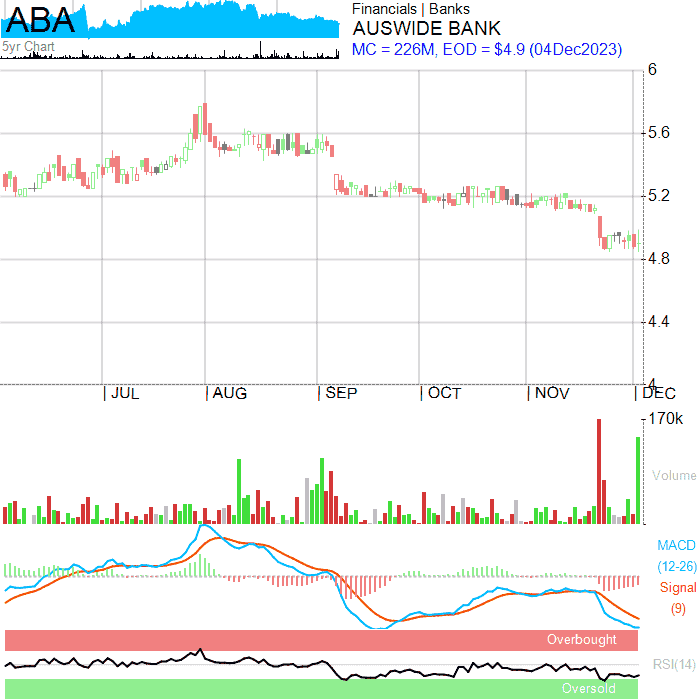 ABA
5yr Chart
Financials | Banks
AUSWIDE BANK
MC = 226M, EOD = $4.9 (04Dec2023)
6
5.6
5.2
4.8
4.4
4
JUL AUG SEP OCT NOV DEC
170k
Volume
MACD
(12-26)
Signal
(9)
Overbought
RSI(14)
Oversold